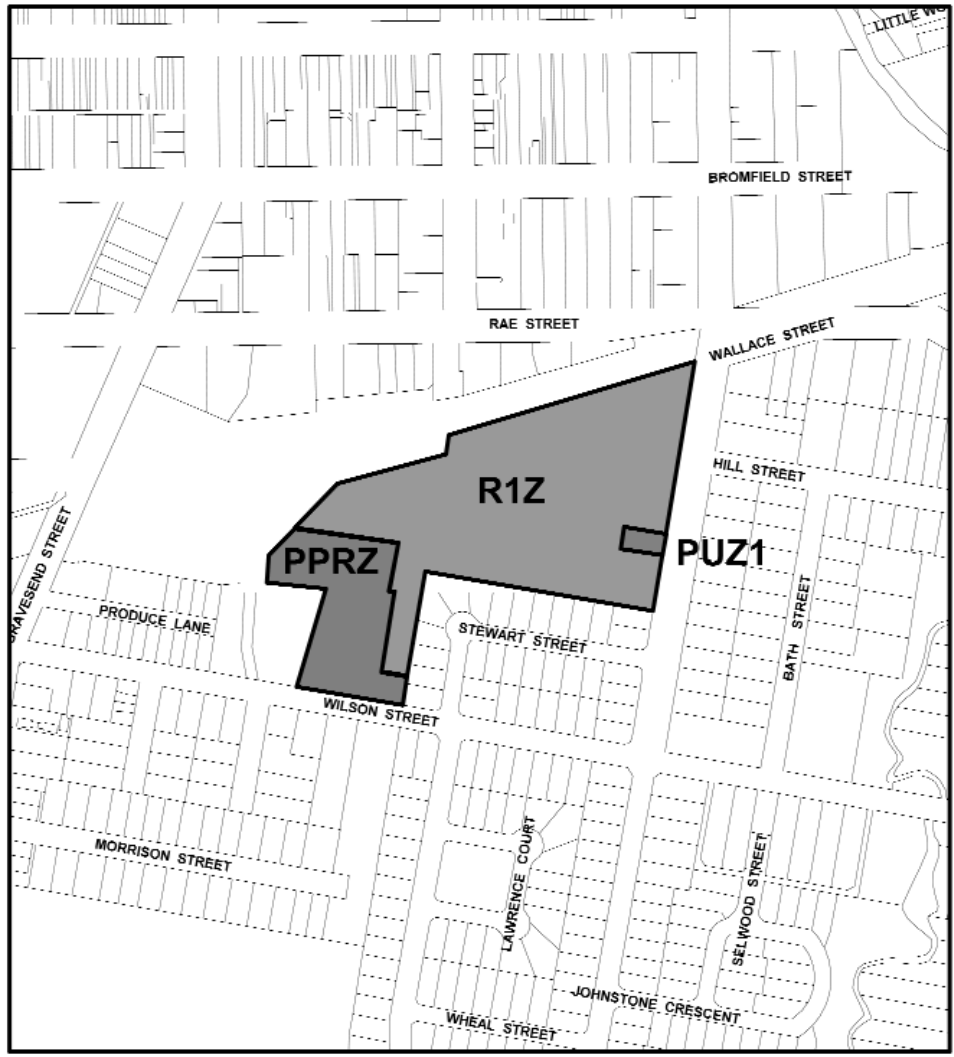 BROMFIELD STREET
RAE STREET
WALLACE STREET
HILL STREET
R1Z
PPRZ
PUZ1
PRODUCE LANE
STEWART STREET
BATH STREET
WILSON STREET
MORRISON STREET
LAWRENCE COURT
SELWOOD STREET
JOHNSTONE CRESCENT
WHEAL STREET
LITTLE
STREET